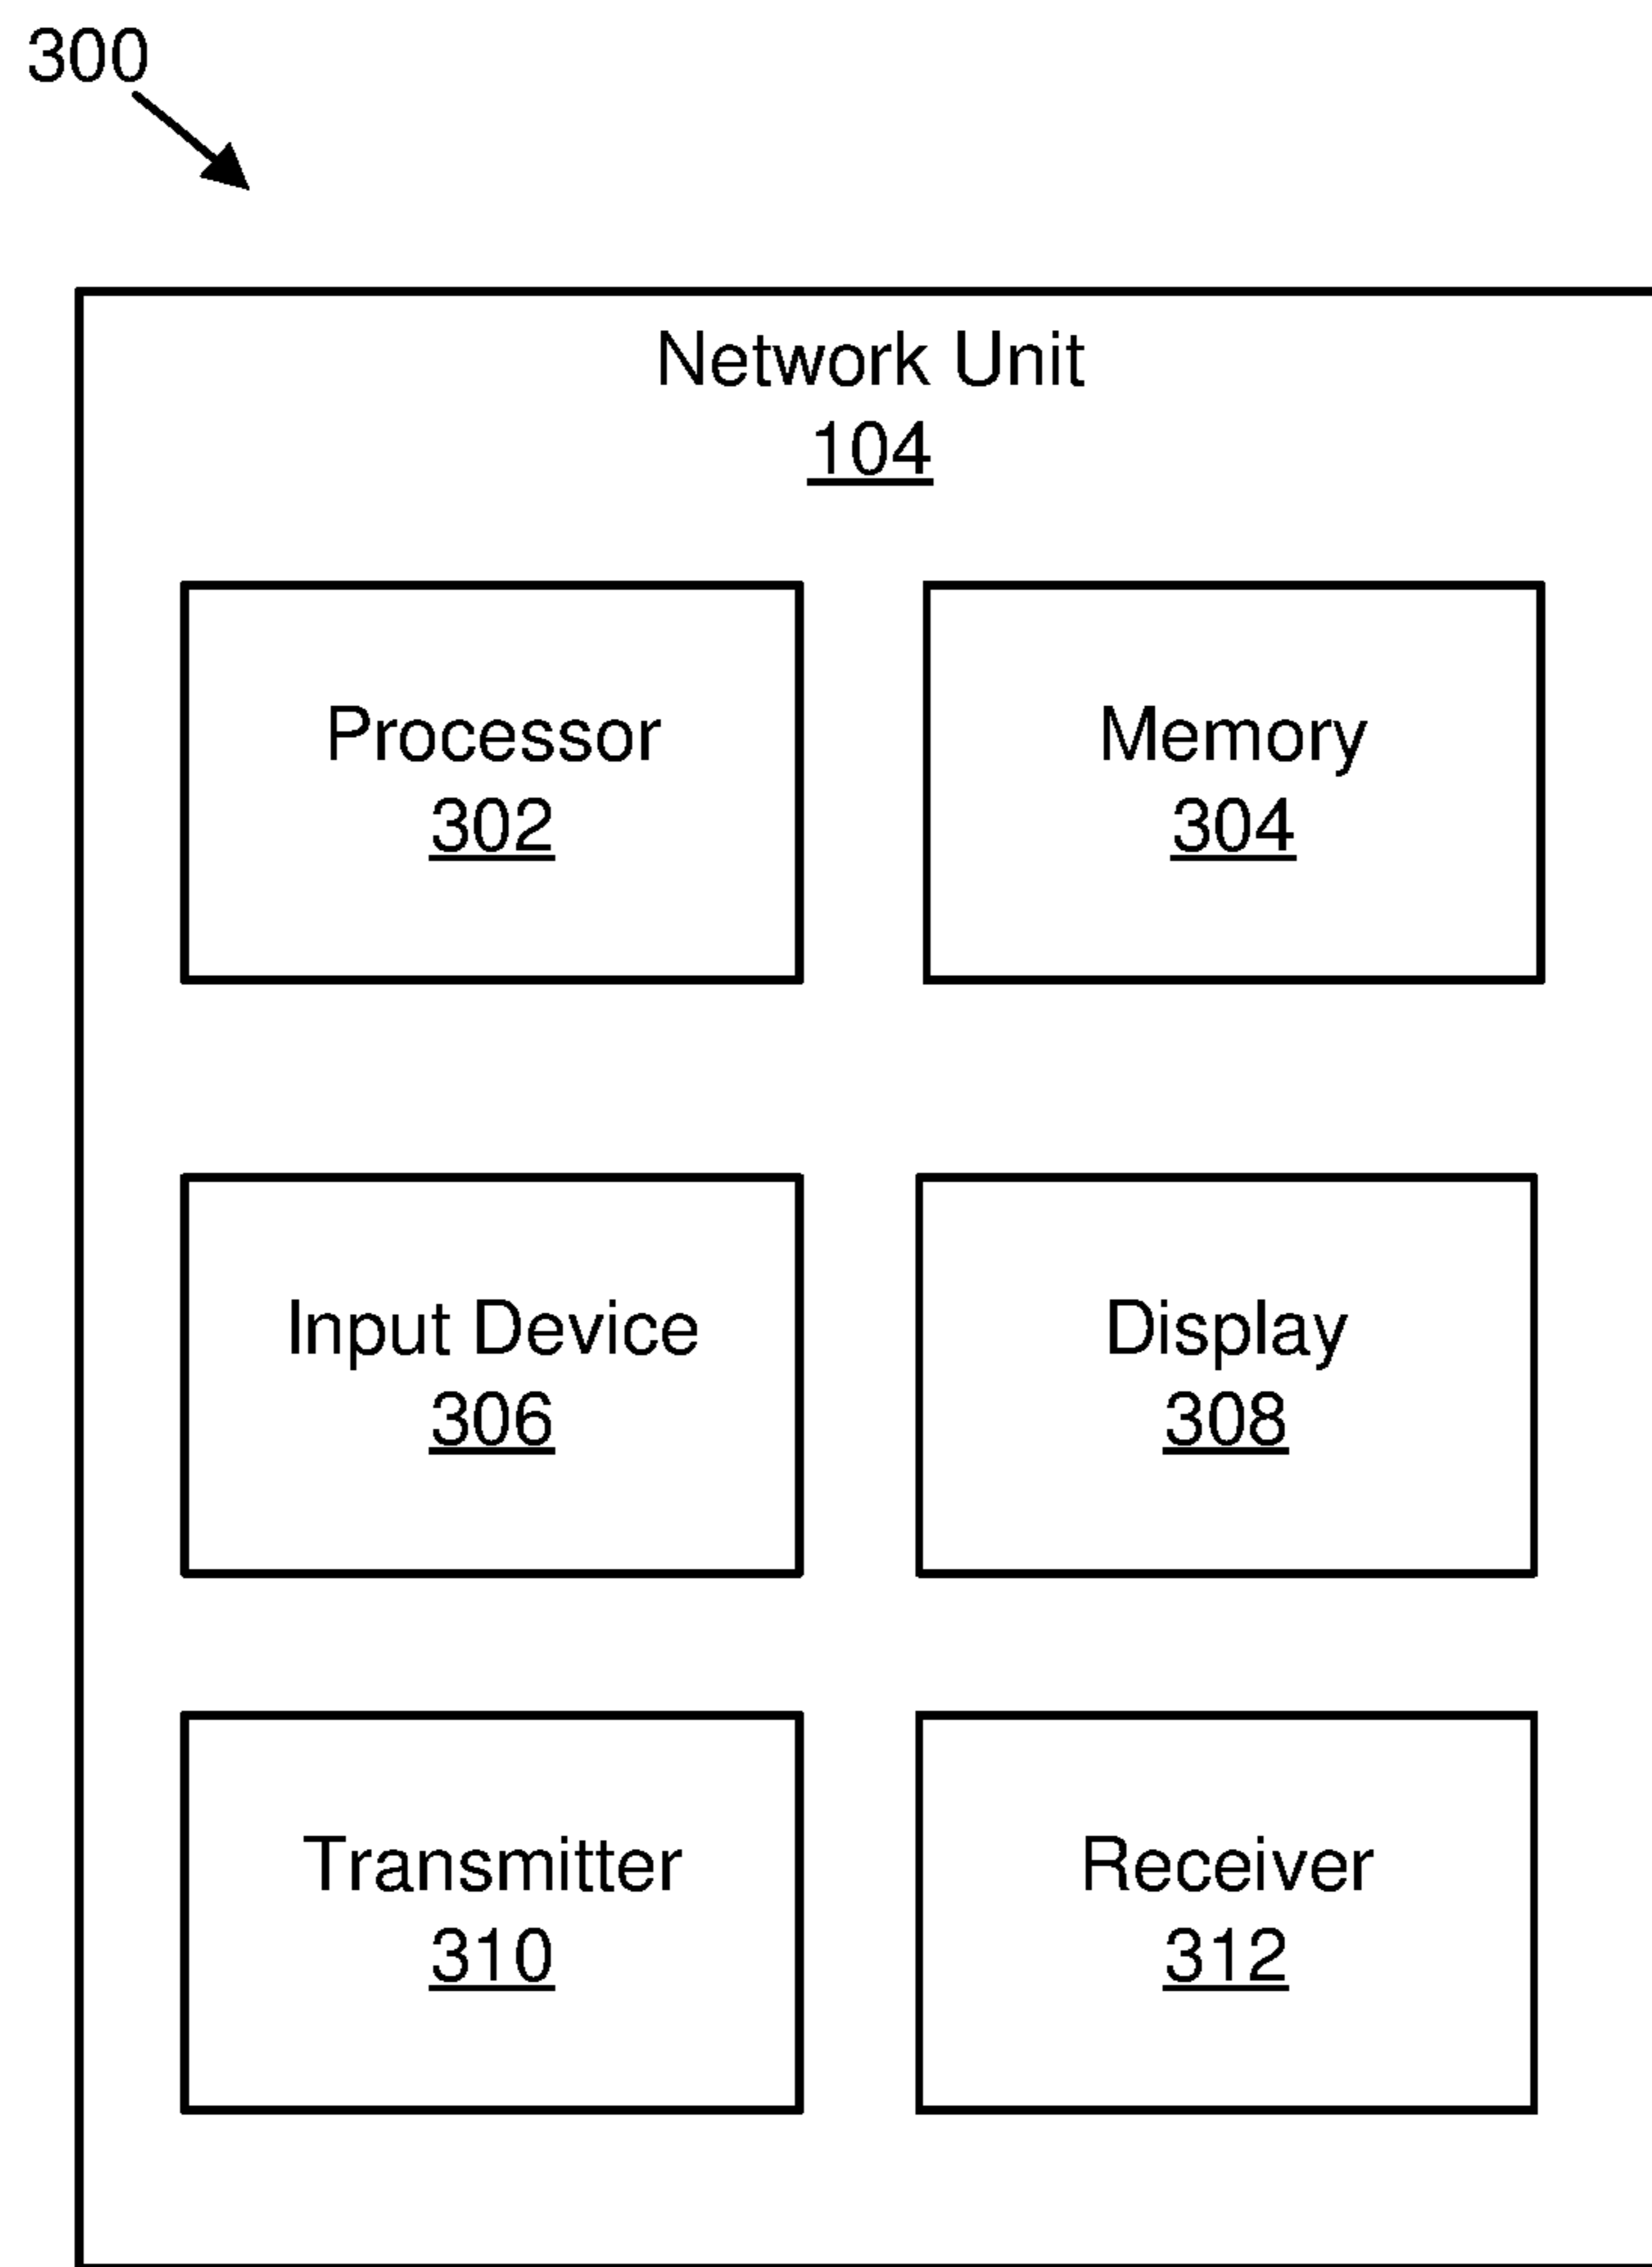 300
Network Unit
104
Processor
302
Memory
304
Input Device
306
Display
308
Transmitter
310
Receiver
312